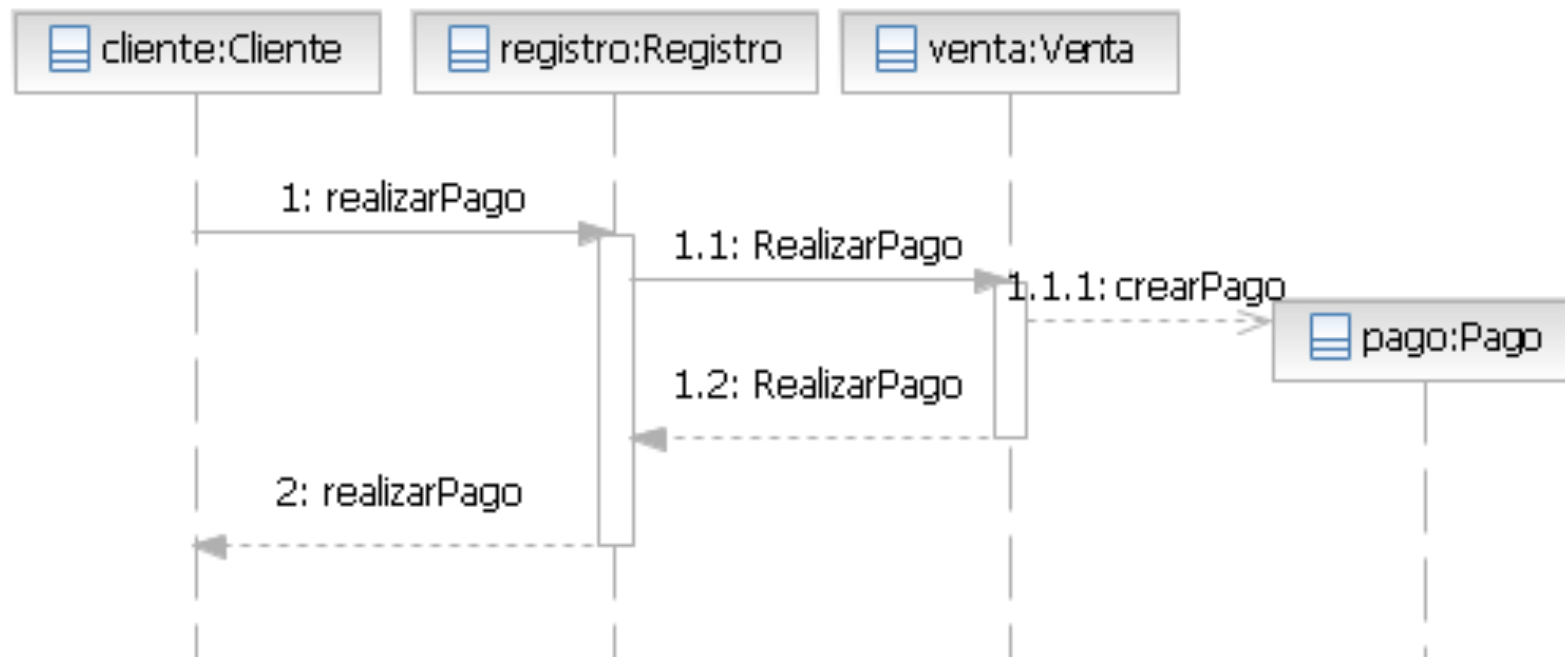 cliente:Cliente
registro:Registro
venta:Venta
1: realizarPago
1.1: RealizarPago
1.1.1: crearPago
pago:Pago
1.2: RealizarPago
2: realizarPago